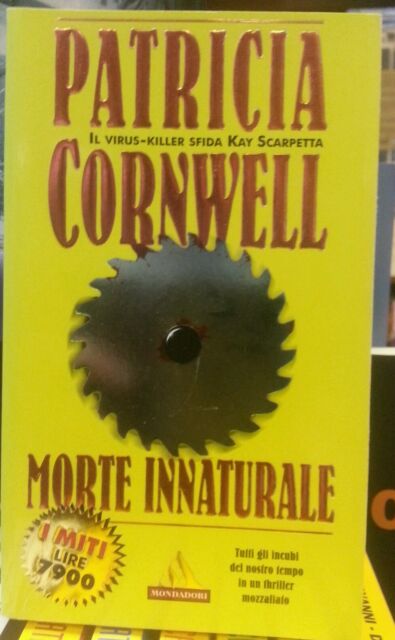 PATRICIA
IL VIRUS-KILLER SFIDA KAY SCARPETTA
CORNWELL
MORTE INNATURALE
I MITI
LIRE
7900
Tutti gli incubi
del nostro tempo
in un thriller
mozzafiato
MONDADORI